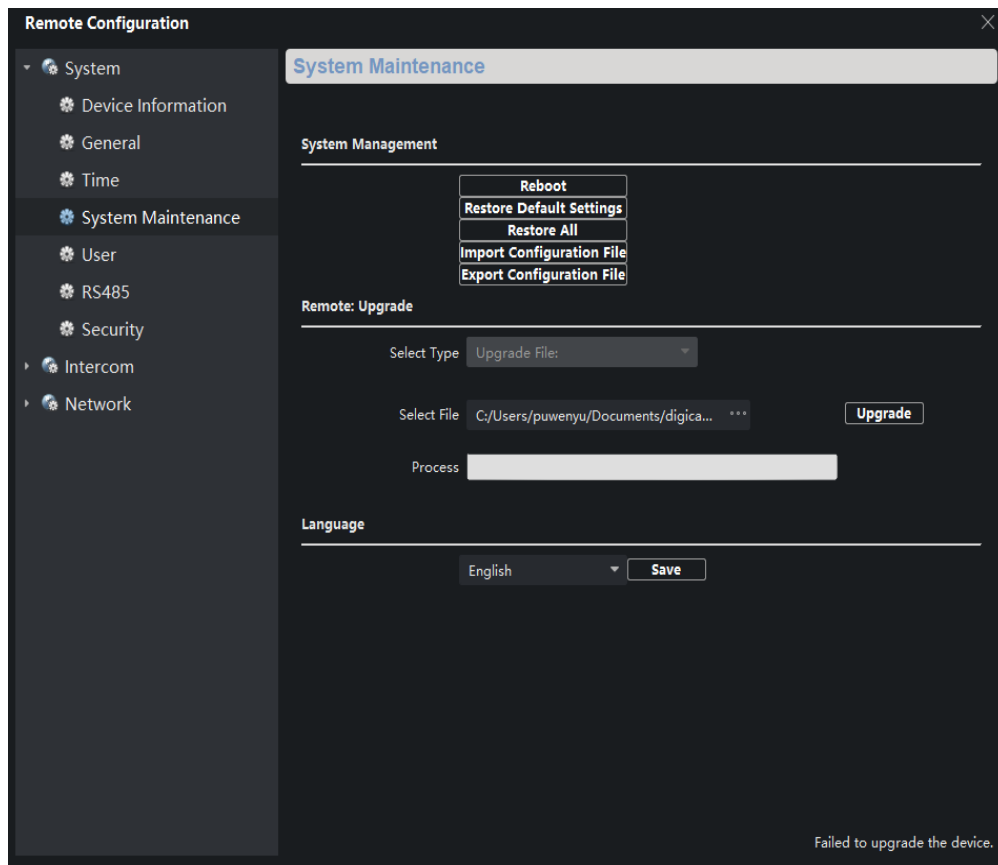 Remote Configuration
System
Device Information
General
Time
System Maintenance
User
RS485
Security
Intercom
Network
System Maintenance
System Management
Reboot
Restore Default Settings
Restore All
Import Configuration File
Export Configuration File
Remote: Upgrade
Select Type Upgrade File:
Select File C:/Users/puwenyu/Documents/digica... ... Upgrade
Process
Language
English Save
Failed to upgrade the device.